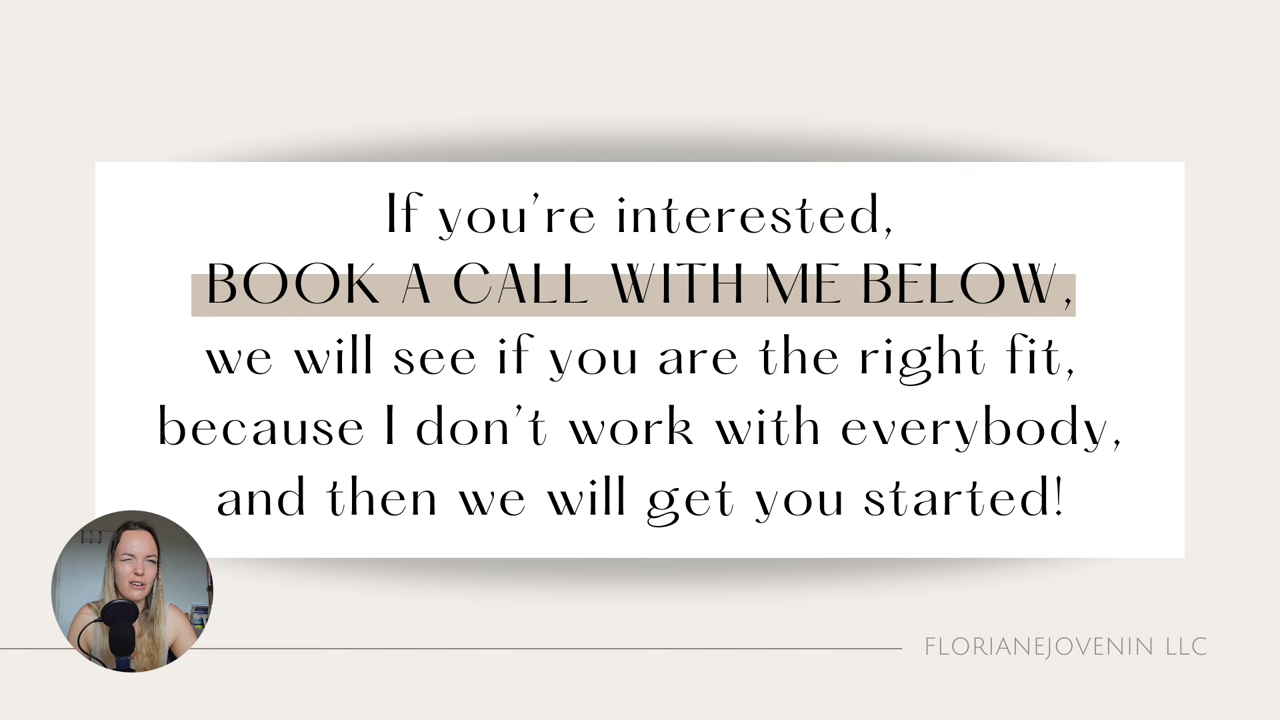 If you’re interested,
BOOK A CALL WITH ME BELOW,
we will see if you are the right fit,
because I don’t work with everybody,
and then we will get you started!
FLORIANEJOVENIN LLC